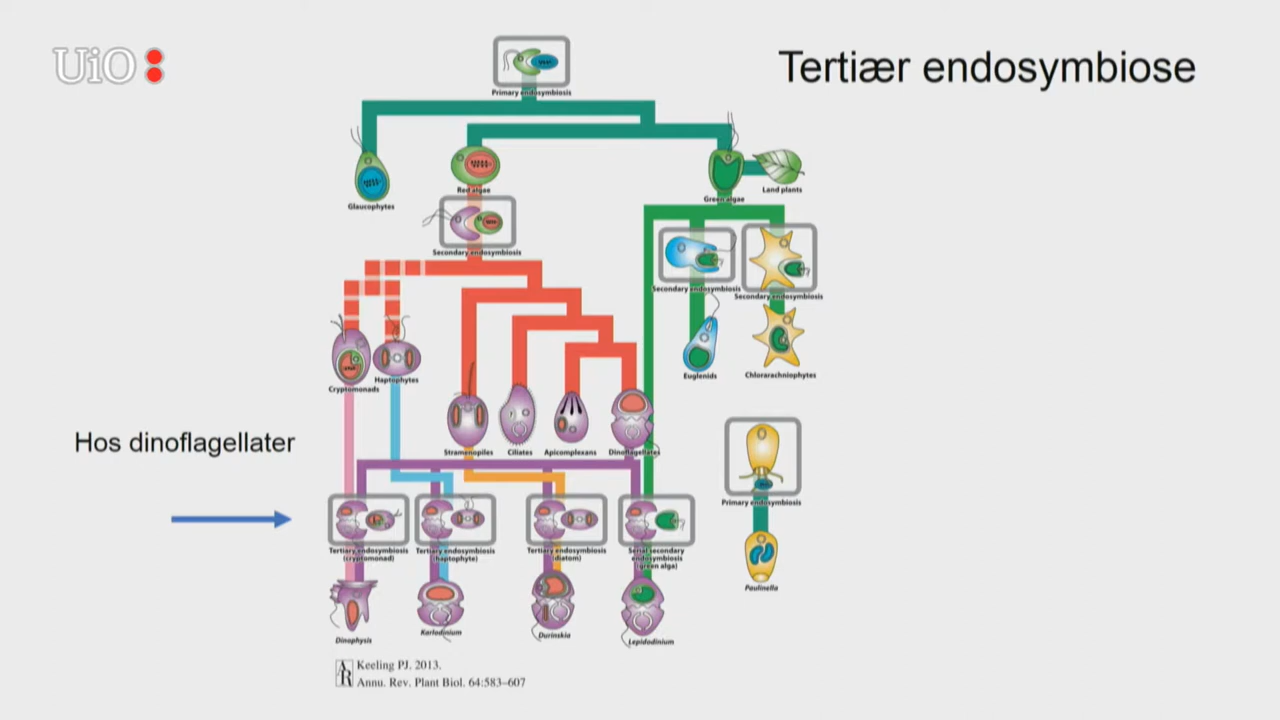 UiO
Tertiær endosymbiose
Primary endosymbiosis
Glaucophytes
Red algae
Green algae
Land plants
Secondary endosymbiosis
Secondary endosymbiosis
Secondary endosymbiosis
Cryptomonads
Haptophytes
Euglenids
Chlorarachniophytes
Hos dinoflagellater
Stramenopiles
Ciliates
Apicomplexans
Dinoflagellates
Primary endosymbiosis
Tertiary endosymbiosis
(cryptomonad)
Tertiary endosymbiosis
(haptophyte)
Tertiary endosymbiosis
(diatom)
Serial secondary
endosymbiosis
(green alga)
Paulinella
Dinophysis
Karlodinium
Durinskia
Lepidodinium
AR
Keeling PJ. 2013.
Annu. Rev. Plant Biol. 64:583–607